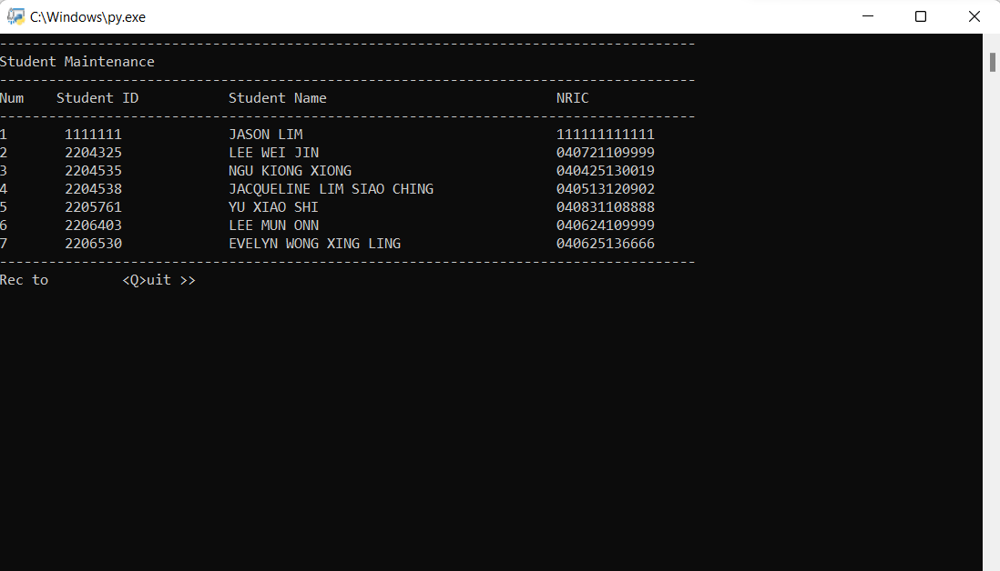 C:\Windows\py.exe
-------------------------------------------------------------------------------------
Student Maintenance
-------------------------------------------------------------------------------------
Num    Student ID           Student Name                            NRIC
-------------------------------------------------------------------------------------
1       1111111             JASON LIM                               111111111111
2       2204325             LEE WEI JIN                             040721109999
3       2204535             NGU KIONG XIONG                         040425130019
4       2204538             JACQUELINE LIM SIAO CHING               040513120902
5       2205761             YU XIAO SHI                             040831108888
6       2206403             LEE MUN ONN                             040624109999
7       2206530             EVELYN WONG XING LING                   040625136666
-------------------------------------------------------------------------------------
Rec to         <Q>uit >>